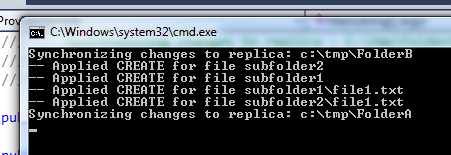 Prov
C:\Windows\system32\cmd.exe
Synchronizing changes to replica: c:\tmp\FolderB
-- Applied CREATE for file subfolder2
-- Applied CREATE for file subfolder1
-- Applied CREATE for file subfolder1\file1.txt
-- Applied CREATE for file subfolder2\file1.txt
Synchronizing changes to replica: c:\tmp\FolderA